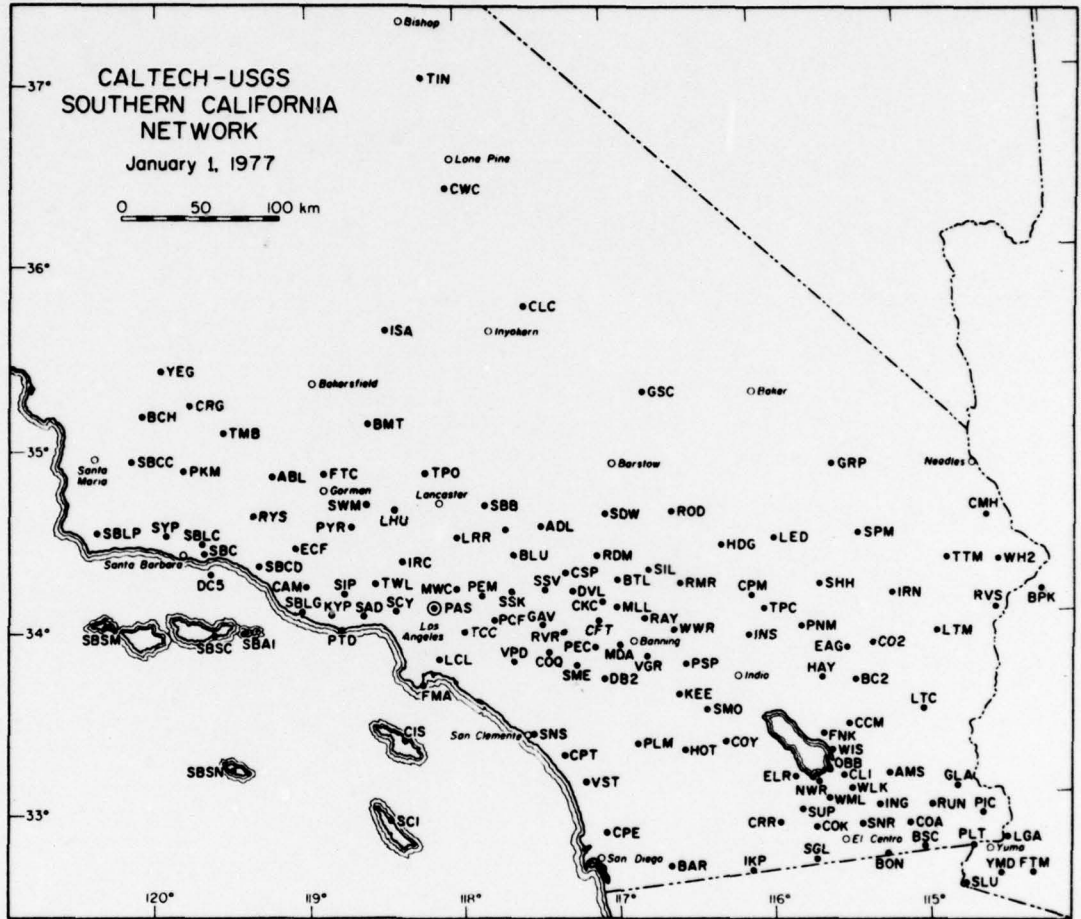 Bishop
TIN
CALTECH-USGS
SOUTHERN CALIFORNIA
NETWORK
January 1, 1977
0 50 100 km
37°
Lone Pine
CWC
36°
CLC
ISA
Inyokern
YEG
Bakersfield
GSC
Baker
BCH
CRG
BMT
TMB
35°
Santa
Maria
SBCC
PKM
ABL
FTC
TPO
Barstow
GRP
Needles
Gorman
Lancaster
SWM
LHU
SBB
SDW
ROD
CMH
RYS
PYR
ADL
SBLP
SYP
SBLC
SBC
LRR
HDG
LED
SPM
Santa Barbara
ECF
IRC
BLU
RDM
TTM
WH2
SBCD
DC5
CAM
SIP
TWL
MWC
PEM
SSV
CSP
DVL
BTL
SIL
RMR
CPM
SHH
IRN
BPK
SBLG
KYP
SAD
SCY
PAS
SSK
CKC
MLL
TPC
RVS
Los
Angeles
TCC
PCF
GAV
CFT
RAY
WWR
34°
SBSM
SBSC
SBAI
PTD
RVR
Banning
INS
PNM
LTM
LCL
VPD
COQ
PEC
MDA
VGR
PSP
EAG
CO2
SME
DB2
Indio
HAY
BC2
FMA
KEE
SMO
LTC
CIS
San Clemente
SNS
PLM
HOT
COY
FNK
CCM
WIS
OBB
SBSN
CPT
VST
ELR
NWR
CLI
AMS
GLA
WLK
WML
33°
SCI
CPE
CRR
SUP
COK
ING
SNR
COA
RUN
PIC
El Centro
BSC
PLT
LGA
San Diego
BAR
IKP
SGL
BON
Yuma
SLU
YMD
FTM
120°
119°
118°
117°
116°
115°